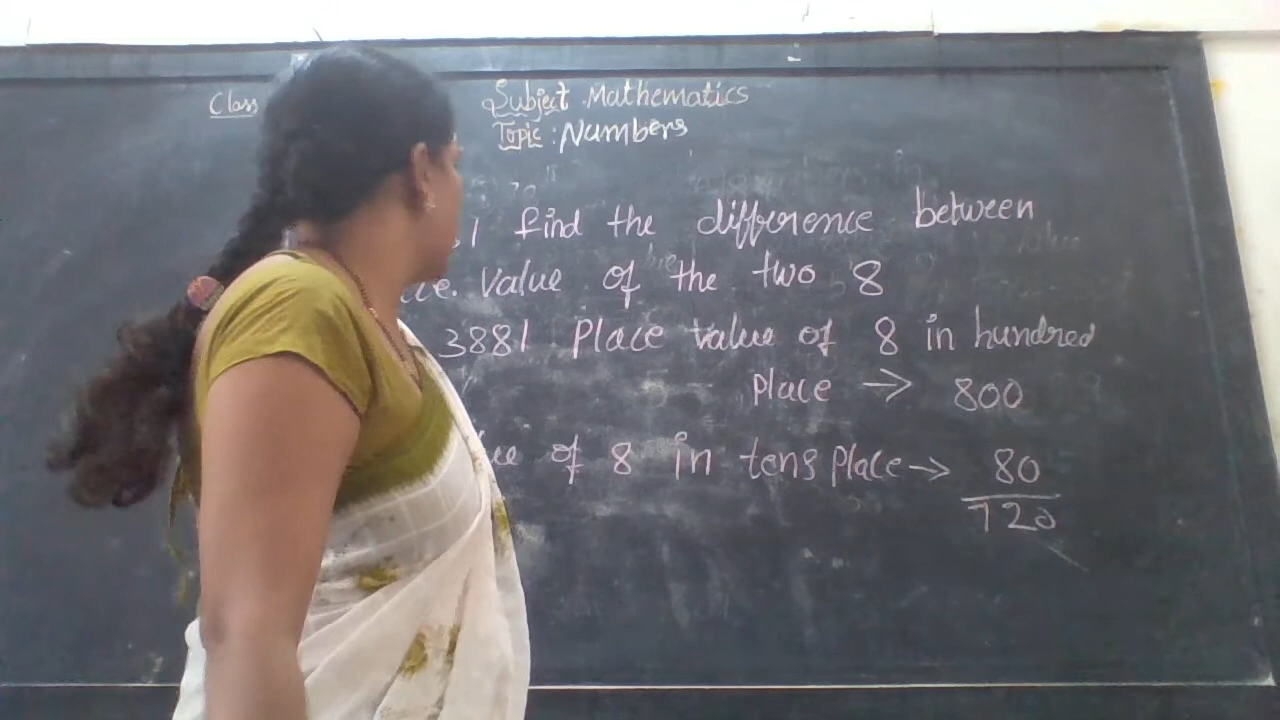 Class
Subject Mathematics
Topic: Numbers
1 find the difference between
Value of the two 8
3881 Place value of 8 in hundred
Place → 800
of 8 in tens Place → 80
720